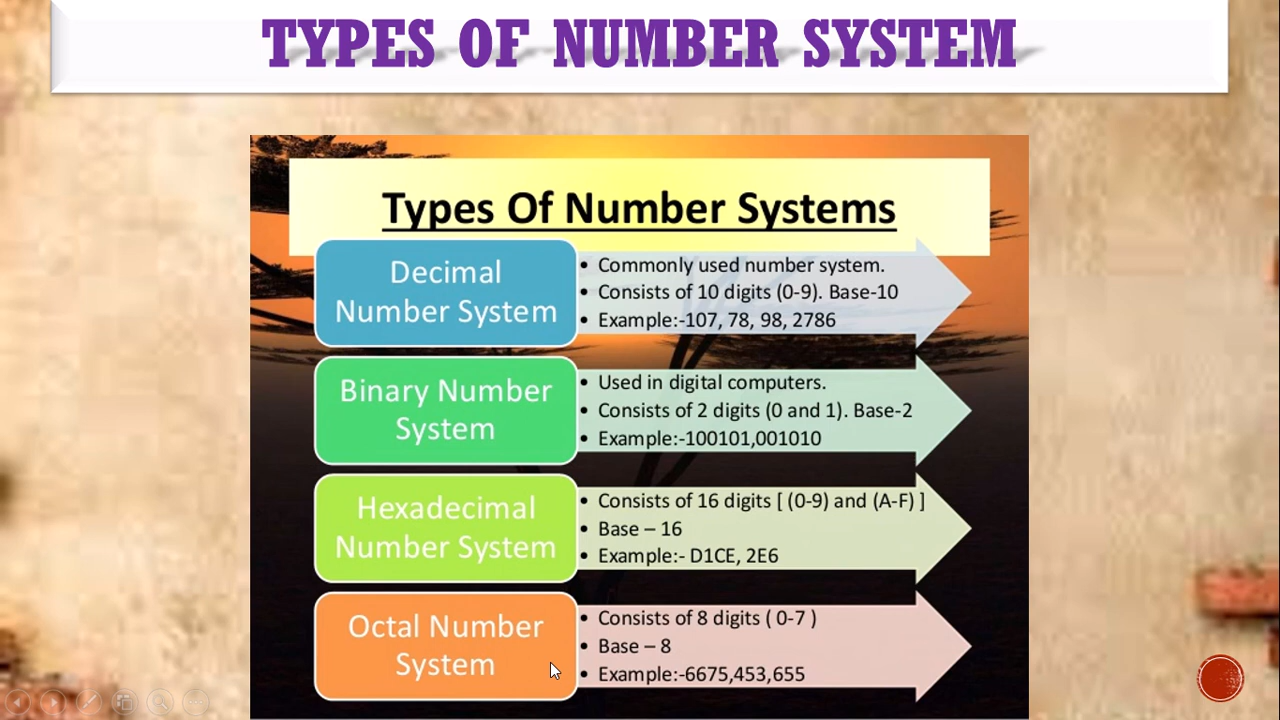 TYPES OF NUMBER SYSTEM
Types Of Number Systems
Decimal
Number System
• Commonly used number system.
• Consists of 10 digits (0-9). Base-10
• Example:-107, 78, 98, 2786
Binary Number
System
• Used in digital computers.
• Consists of 2 digits (0 and 1). Base-2
• Example:-100101,001010
Hexadecimal
Number System
• Consists of 16 digits [ (0-9) and (A-F) ]
• Base – 16
• Example:- D1CE, 2E6
Octal Number
System
• Consists of 8 digits ( 0-7 )
• Base – 8
• Example:-6675,453,655